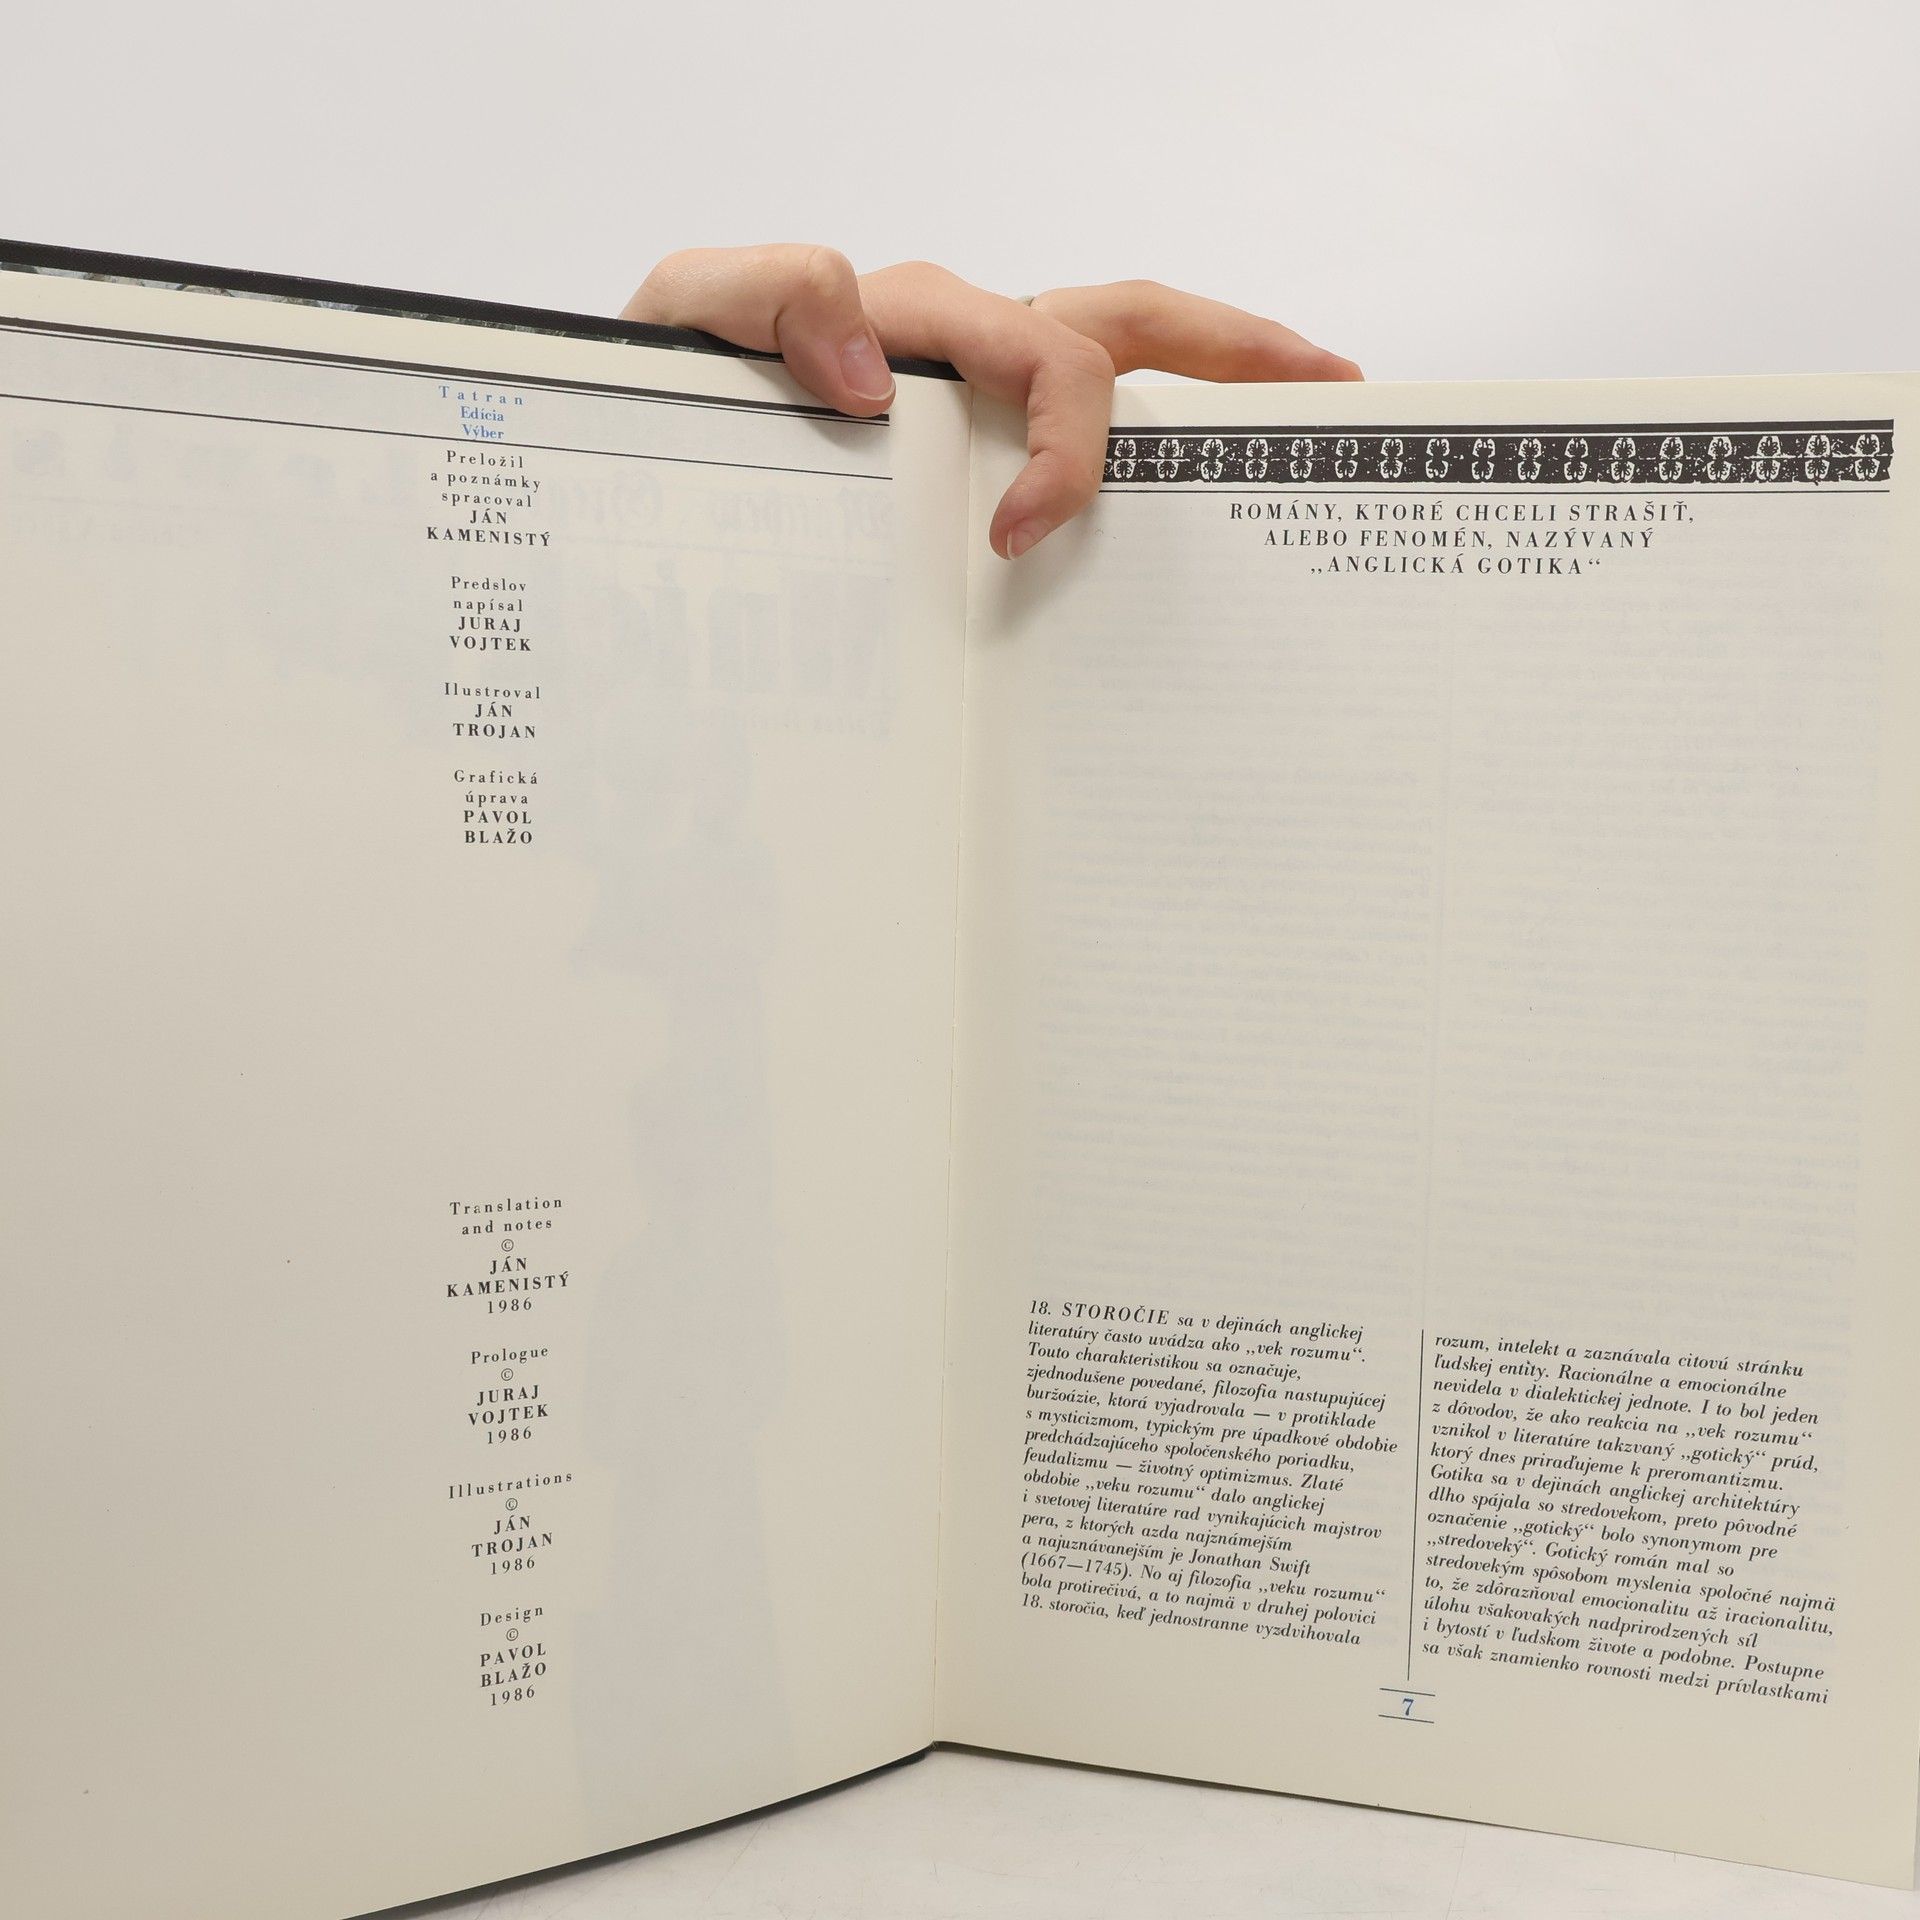 Tatran
Edícia
Výber
Preložil
a poznámky
spracoval
JÁN
KAMENISTÝ
Predslov
napísal
JURAJ
VOJTEK
Ilustroval
JÁN
TROJAN
Grafická
úprava
PAVOL
BLAŽO
Translation
and notes
©
JÁN
KAMENISTÝ
1986
Prologue
©
JURAJ
VOJTEK
1986
Illustrations
©
JÁN
TROJAN
1986
Design
©
PAVOL
BLAŽO
1986
ROMÁNY, KTORÉ CHCELI STRAŠIŤ,
ALEBO FENOMÉN, NAZÝVANÝ
„ANGLICKÁ GOTIKA“
18. STOROČIE sa v dejinách anglickej
literatúry často uvádza ako „vek rozumu“.
Touto charakteristikou sa označuje,
zjednodušene povedané, filozofia nastupujúcej
buržoázie, ktorá vyjadrovala — v protiklade
s mysticizmom, typickým pre úpadkové obdobie
predchádzajúceho spoločenského poriadku,
feudalizmu — životný optimizmus. Zlaté
obdobie „veku rozumu“ dalo anglickej
i svetovej literatúre rad vynikajúcich majstrov
pera, z ktorých azda najznámejším
a najuznávanejším je Jonathan Swift
(1667—1745). No aj filozofia „veku rozumu“
bola protirečivá, a to najmä v druhej polovici
18. storočia, keď jednostranne vyzdvihovala
rozum, intelekt a zaznávala citovú stránku
ľudskej entity. Racionálne a emocionálne
nevidela v dialektickej jednote. I to bol jeden
z dôvodov, že ako reakcia na „vek rozumu“
vznikol v literatúre takzvaný „gotický“ prúd,
ktorý dnes priraďujeme k preromantizmu.
Gotika sa v dejinách anglickej architektúry
dlho spájala so stredovekom, preto pôvodné
označenie „gotický“ bolo synonymom pre
„stredoveký“. Gotický román mal so
stredovekým spôsobom myslenia spoločné najmä
to, že zdôrazňoval emocionalitu až iracionalitu,
úlohu všakovakých nadprirodzených síl
i bytostí v ľudskom živote a podobne. Postupne
sa však znamienko rovnosti medzi prívlastkami
7